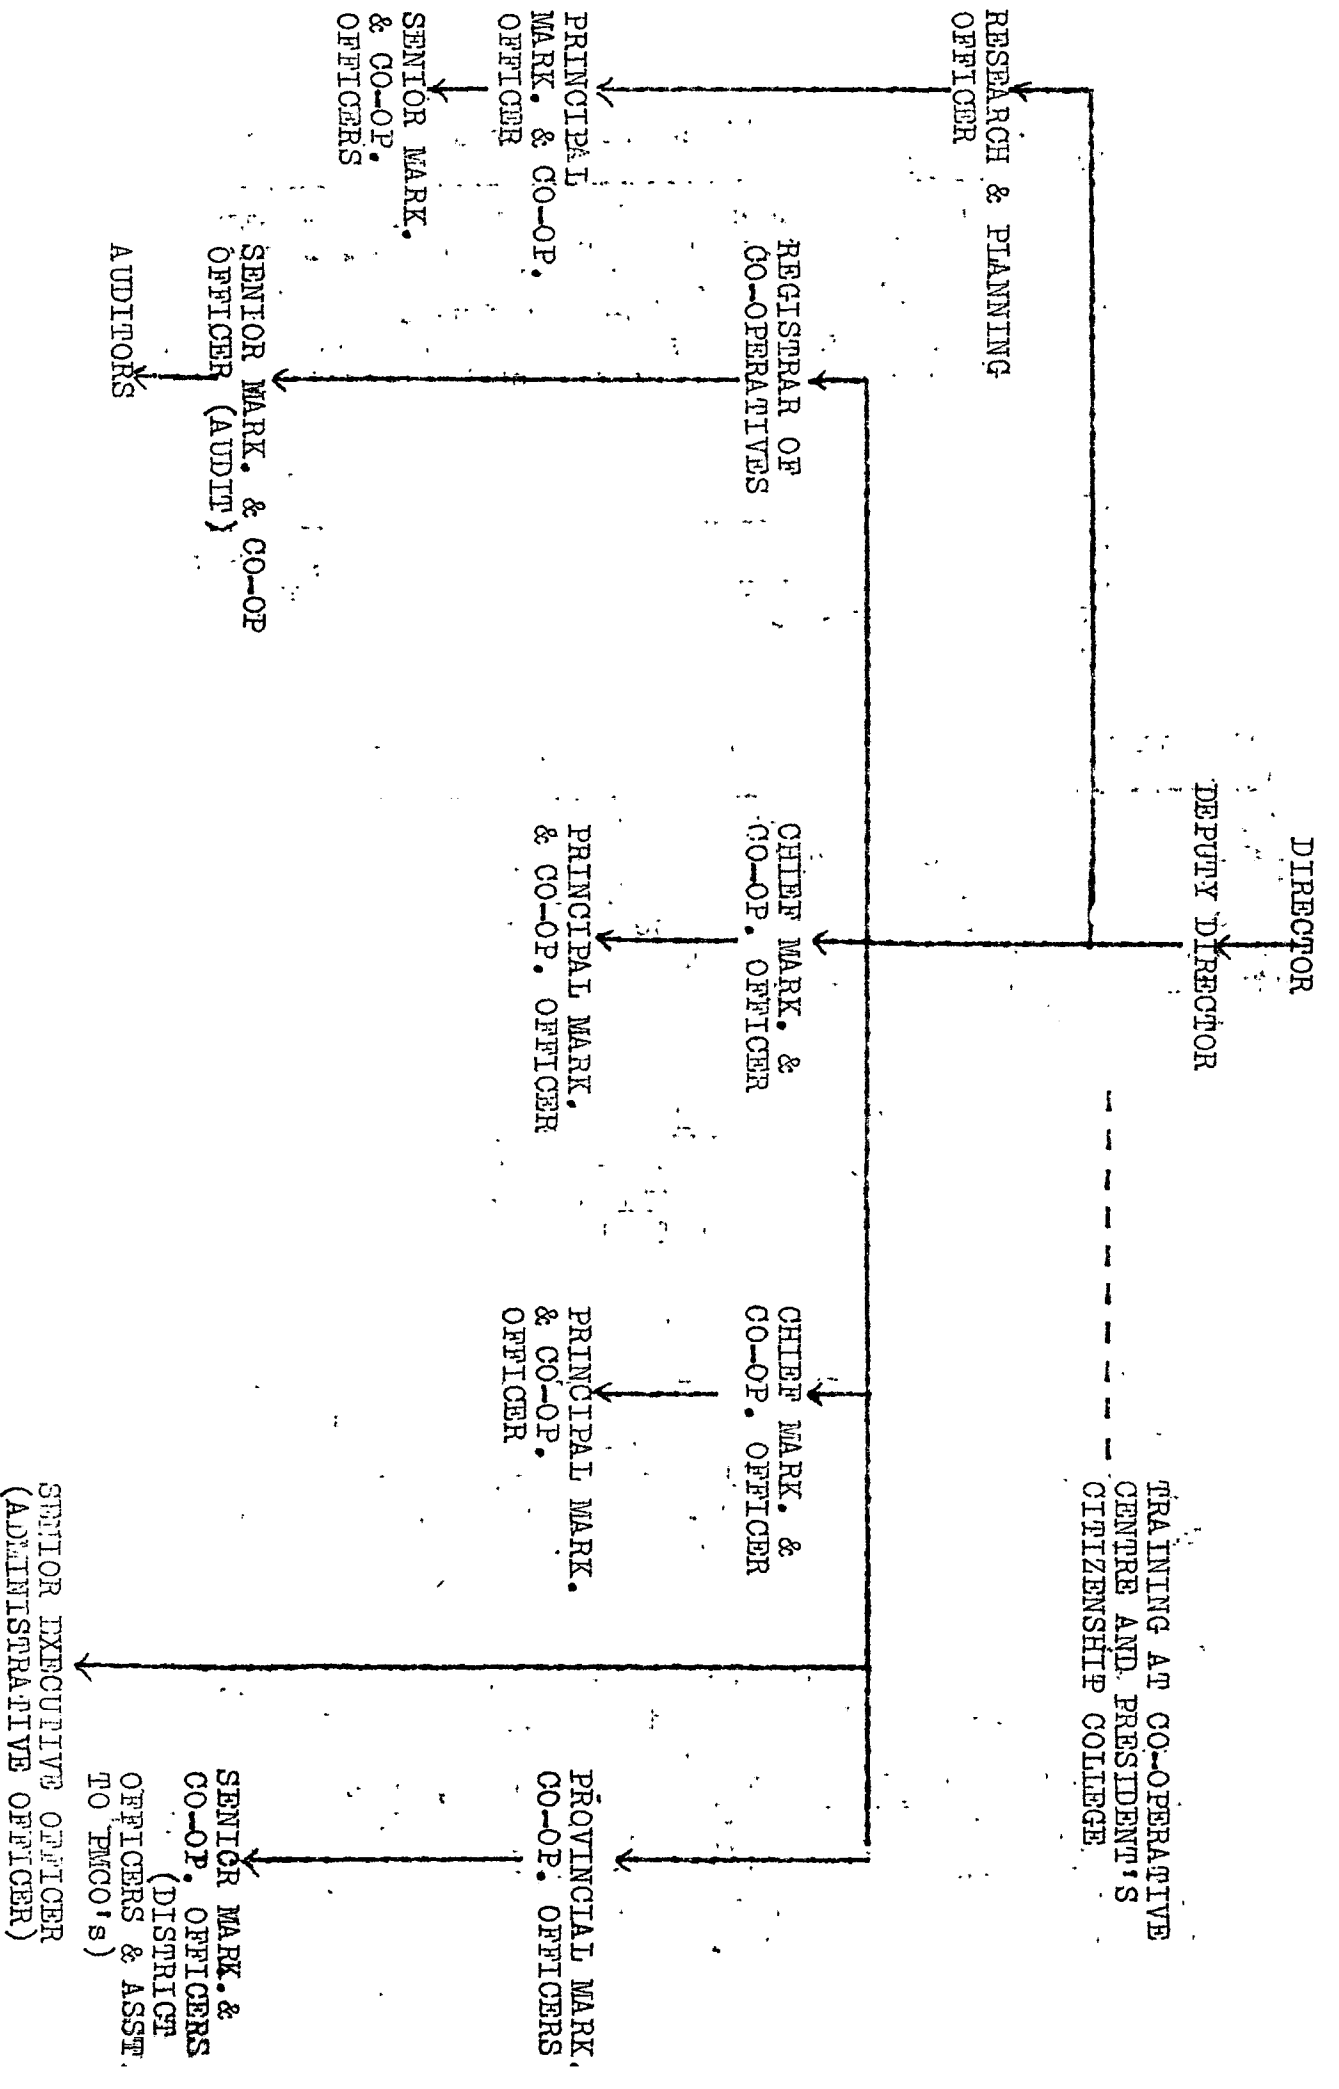 DIRECTOR
DEPUTY DIRECTOR
TRAINING AT CO-OPERATIVE
CENTRE AND PRESIDENT'S
CITIZENSHIP COLLEGE
RESEARCH & PLANNING
OFFICER
REGISTRAR OF
CO-OPERATIVES
CHIEF MARK. &
CO-OP. OFFICER
CHIEF MARK. &
CO-OP. OFFICER
PRINCIPAL
MARK. & CO-OP.
OFFICER
PRINCIPAL MARK.
& CO-OP. OFFICER
PRINCIPAL MARK.
& CO-OP.
OFFICER
PROVINCIAL MARK.
CO-OP. OFFICERS
SENIOR MARK.
& CO-OP.
OFFICERS
SENIOR MARK. & CO-OP
OFFICER (AUDIT)
SENIOR MARK. &
CO-OP. OFFICERS
(DISTRICT
OFFICERS & ASST.
TO PMCO's)
AUDITORS
SENIOR EXECUTIVE OFFICER
(ADMINISTRATIVE OFFICER)